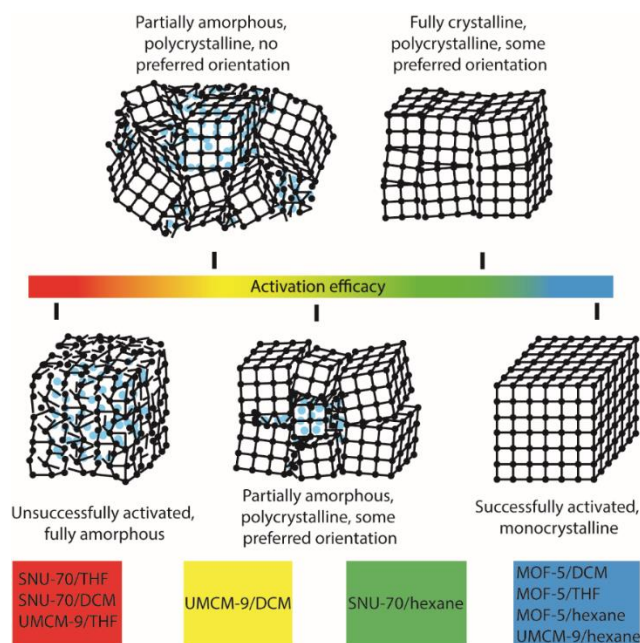 Partially amorphous,
polycrystalline, no
preferred orientation
Fully crystalline,
polycrystalline, some
preferred orientation
Activation efficacy
Unsuccessfully activated,
fully amorphous
Partially amorphous,
polycrystalline, some
preferred orientation
Successfully activated,
monocrystalline
SNU-70/THF
SNU-70/DCM
UMCM-9/THF
UMCM-9/DCM
SNU-70/hexane
MOF-5/DCM
MOF-5/THF
MOF-5/hexane
UMCM-9/hexane